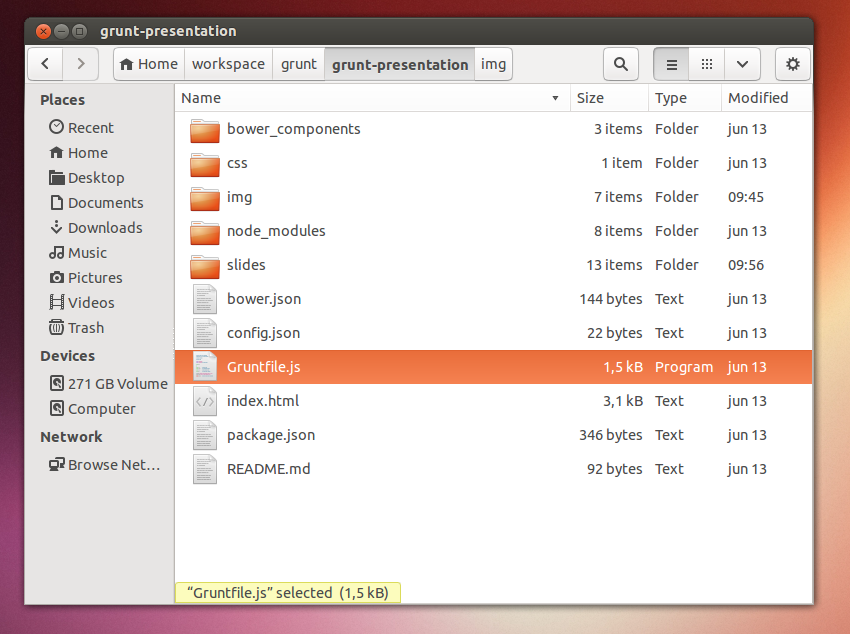 grunt-presentation
Home workspace grunt grunt-presentation img
Places
Recent
Home
Desktop
Documents
Downloads
Music
Pictures
Videos
Trash
Devices
271 GB Volume
Computer
Network
Browse Net…
Name Size Type Modified
bower_components 3 items Folder jun 13
css 1 item Folder jun 13
img 7 items Folder 09:45
node_modules 8 items Folder jun 13
slides 13 items Folder 09:56
bower.json 144 bytes Text jun 13
config.json 22 bytes Text jun 13
Gruntfile.js 1,5 kB Program jun 13
index.html 3,1 kB Text jun 13
package.json 346 bytes Text jun 13
README.md 92 bytes Text jun 13
“Gruntfile.js” selected (1,5 kB)